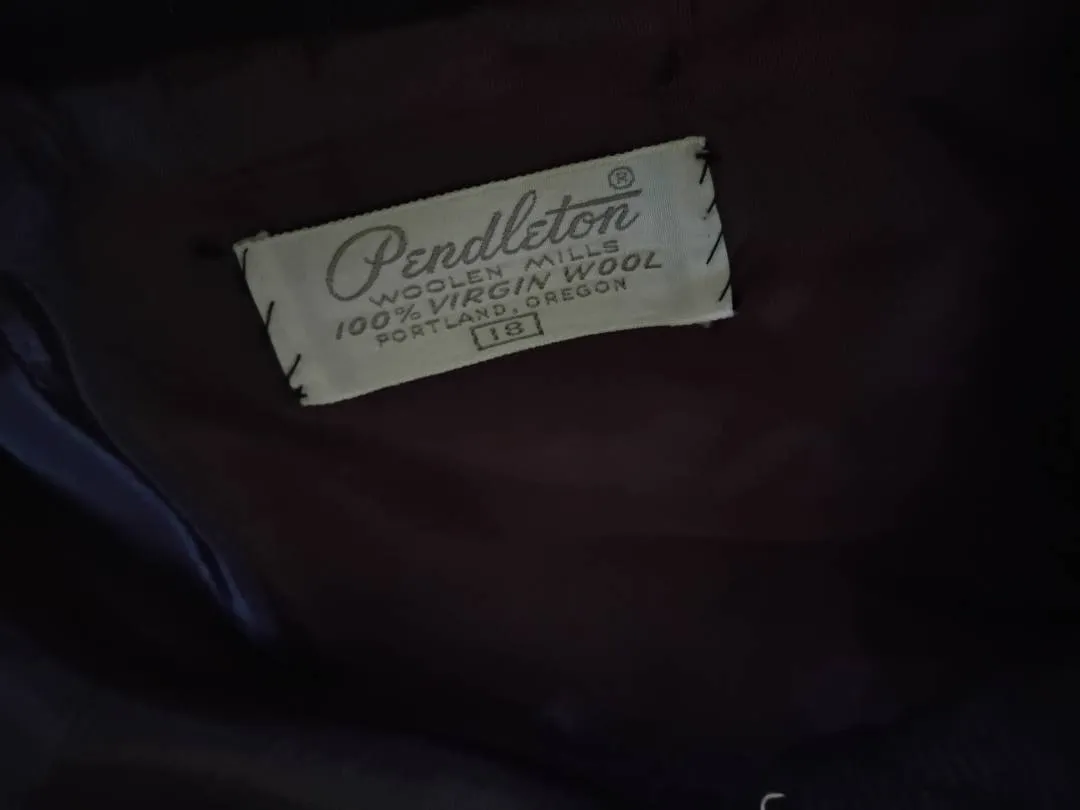 Pendleton ®
WOOLEN MILLS
100% VIRGIN WOOL
PORTLAND, OREGON
18